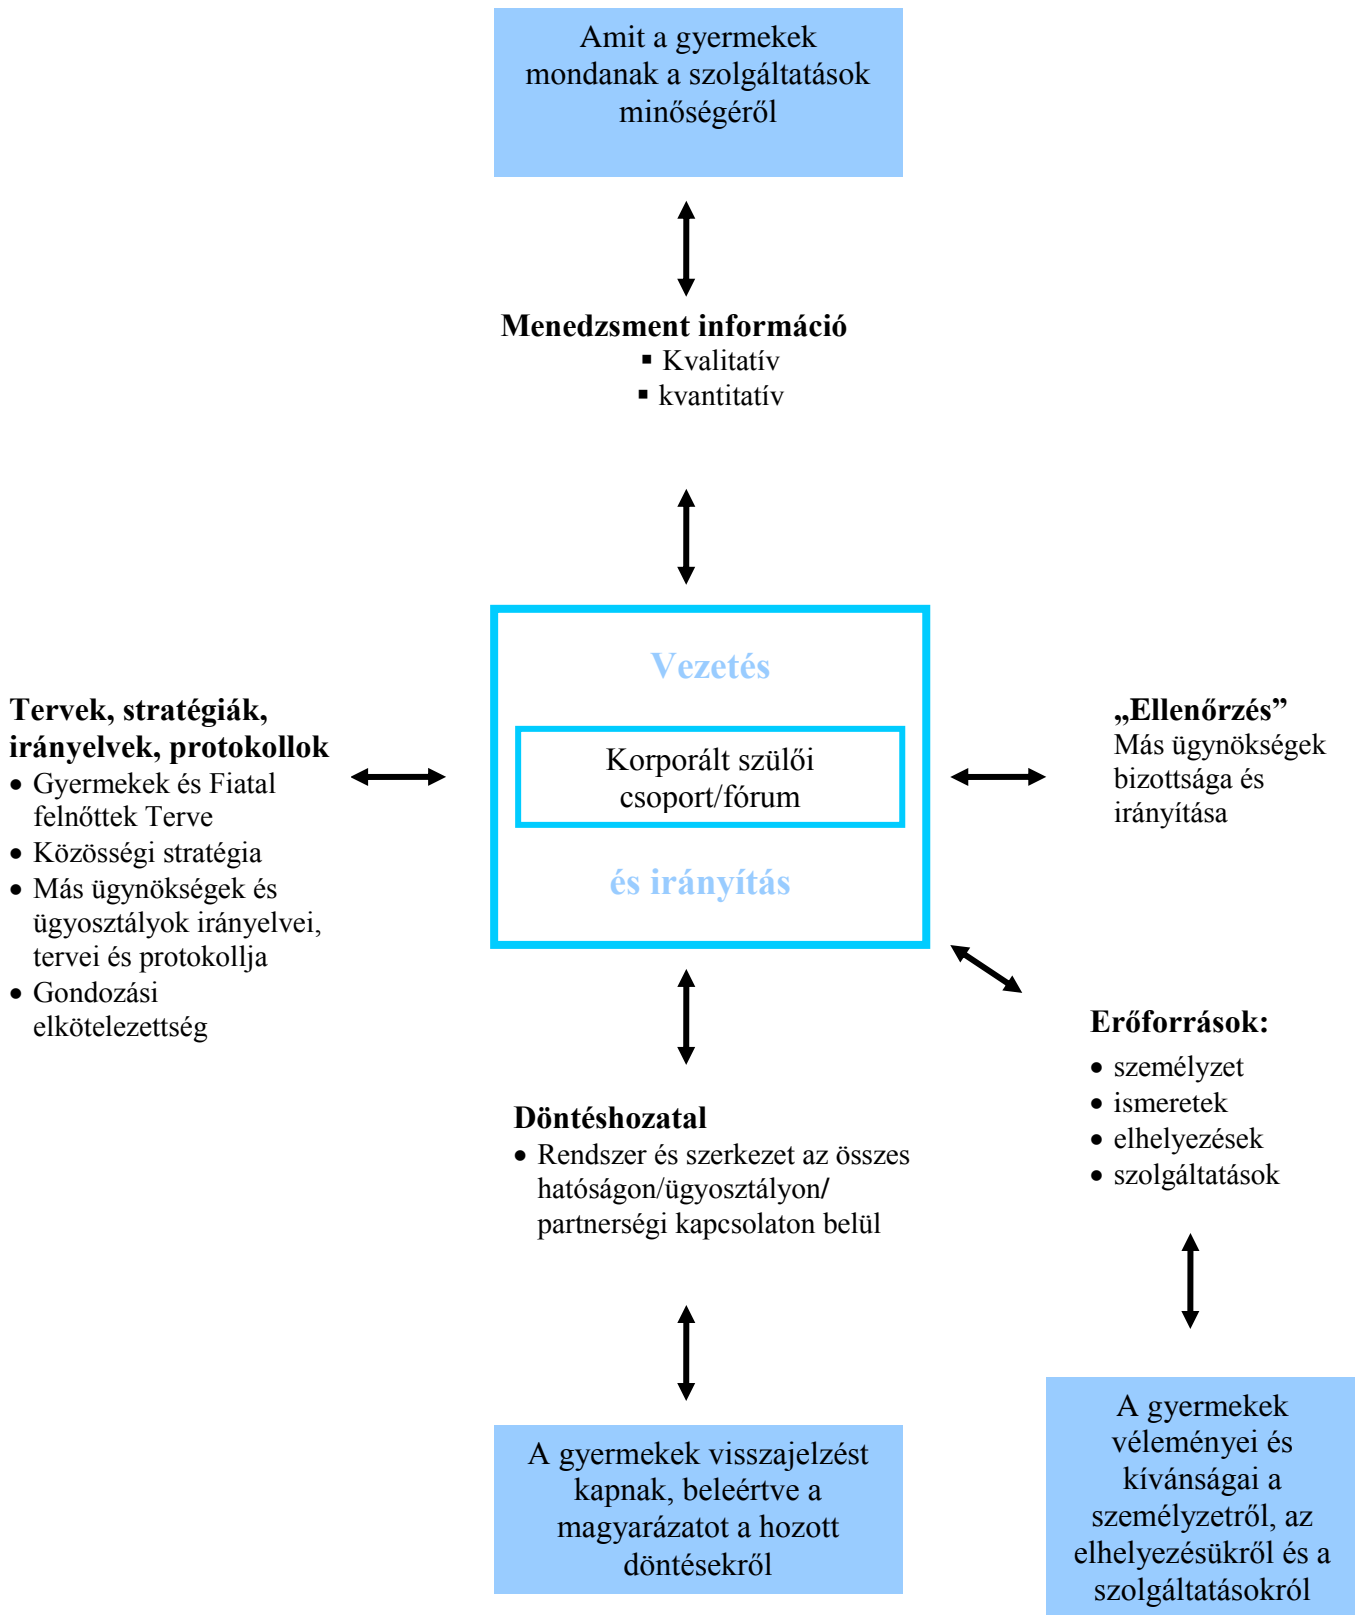 Amit a gyermekek
mondanak a szolgáltatások
minőségéről
Menedzsment információ
▪ Kvalitatív
▪ kvantitatív
Vezetés
Korporált szülői
csoport/fórum
és irányítás
Tervek, stratégiák,
irányelvek, protokollok
• Gyermekek és Fiatal
felnőttek Terve
• Közösségi stratégia
• Más ügynökségek és
ügyosztályok irányelvei,
tervei és protokollja
• Gondozási
elkötelezettség
„Ellenőrzés”
Más ügynökségek
bizottsága és
irányítása
Erőforrások:
• személyzet
• ismeretek
• elhelyezések
• szolgáltatások
Döntéshozatal
• Rendszer és szerkezet az összes
hatóságon/ügyosztályon/
partnerségi kapcsolaton belül
A gyermekek visszajelzést
kapnak, beleértve a
magyarázatot a hozott
döntésekről
A gyermekek
véleményei és
kívánságai a
személyzetről, az
elhelyezésükről és a
szolgáltatásokról